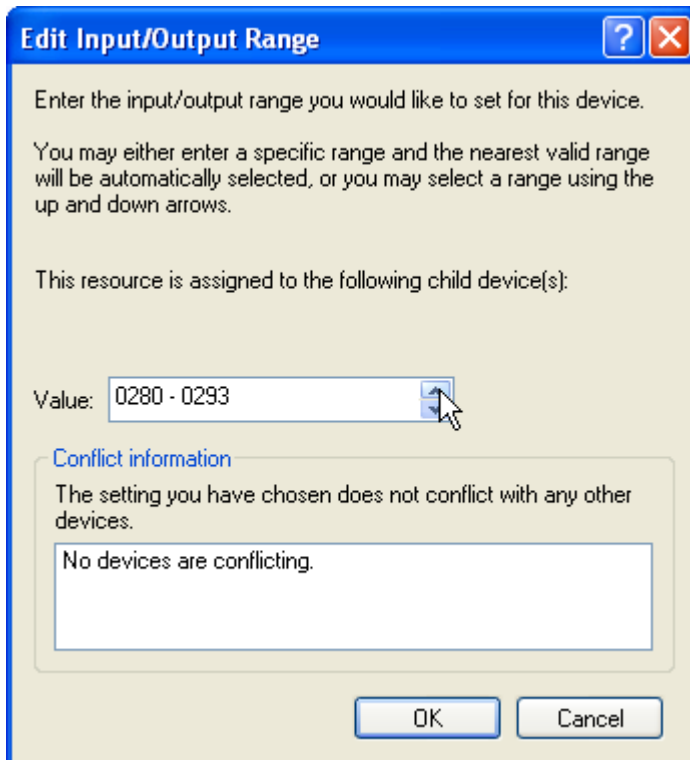 Edit Input/Output Range
Enter the input/output range you would like to set for this device.
You may either enter a specific range and the nearest valid range
will be automatically selected, or you may select a range using the
up and down arrows.
This resource is assigned to the following child device(s):
Value: 0280 - 0293
Conflict information
The setting you have chosen does not conflict with any other
devices.
No devices are conflicting.
OK Cancel